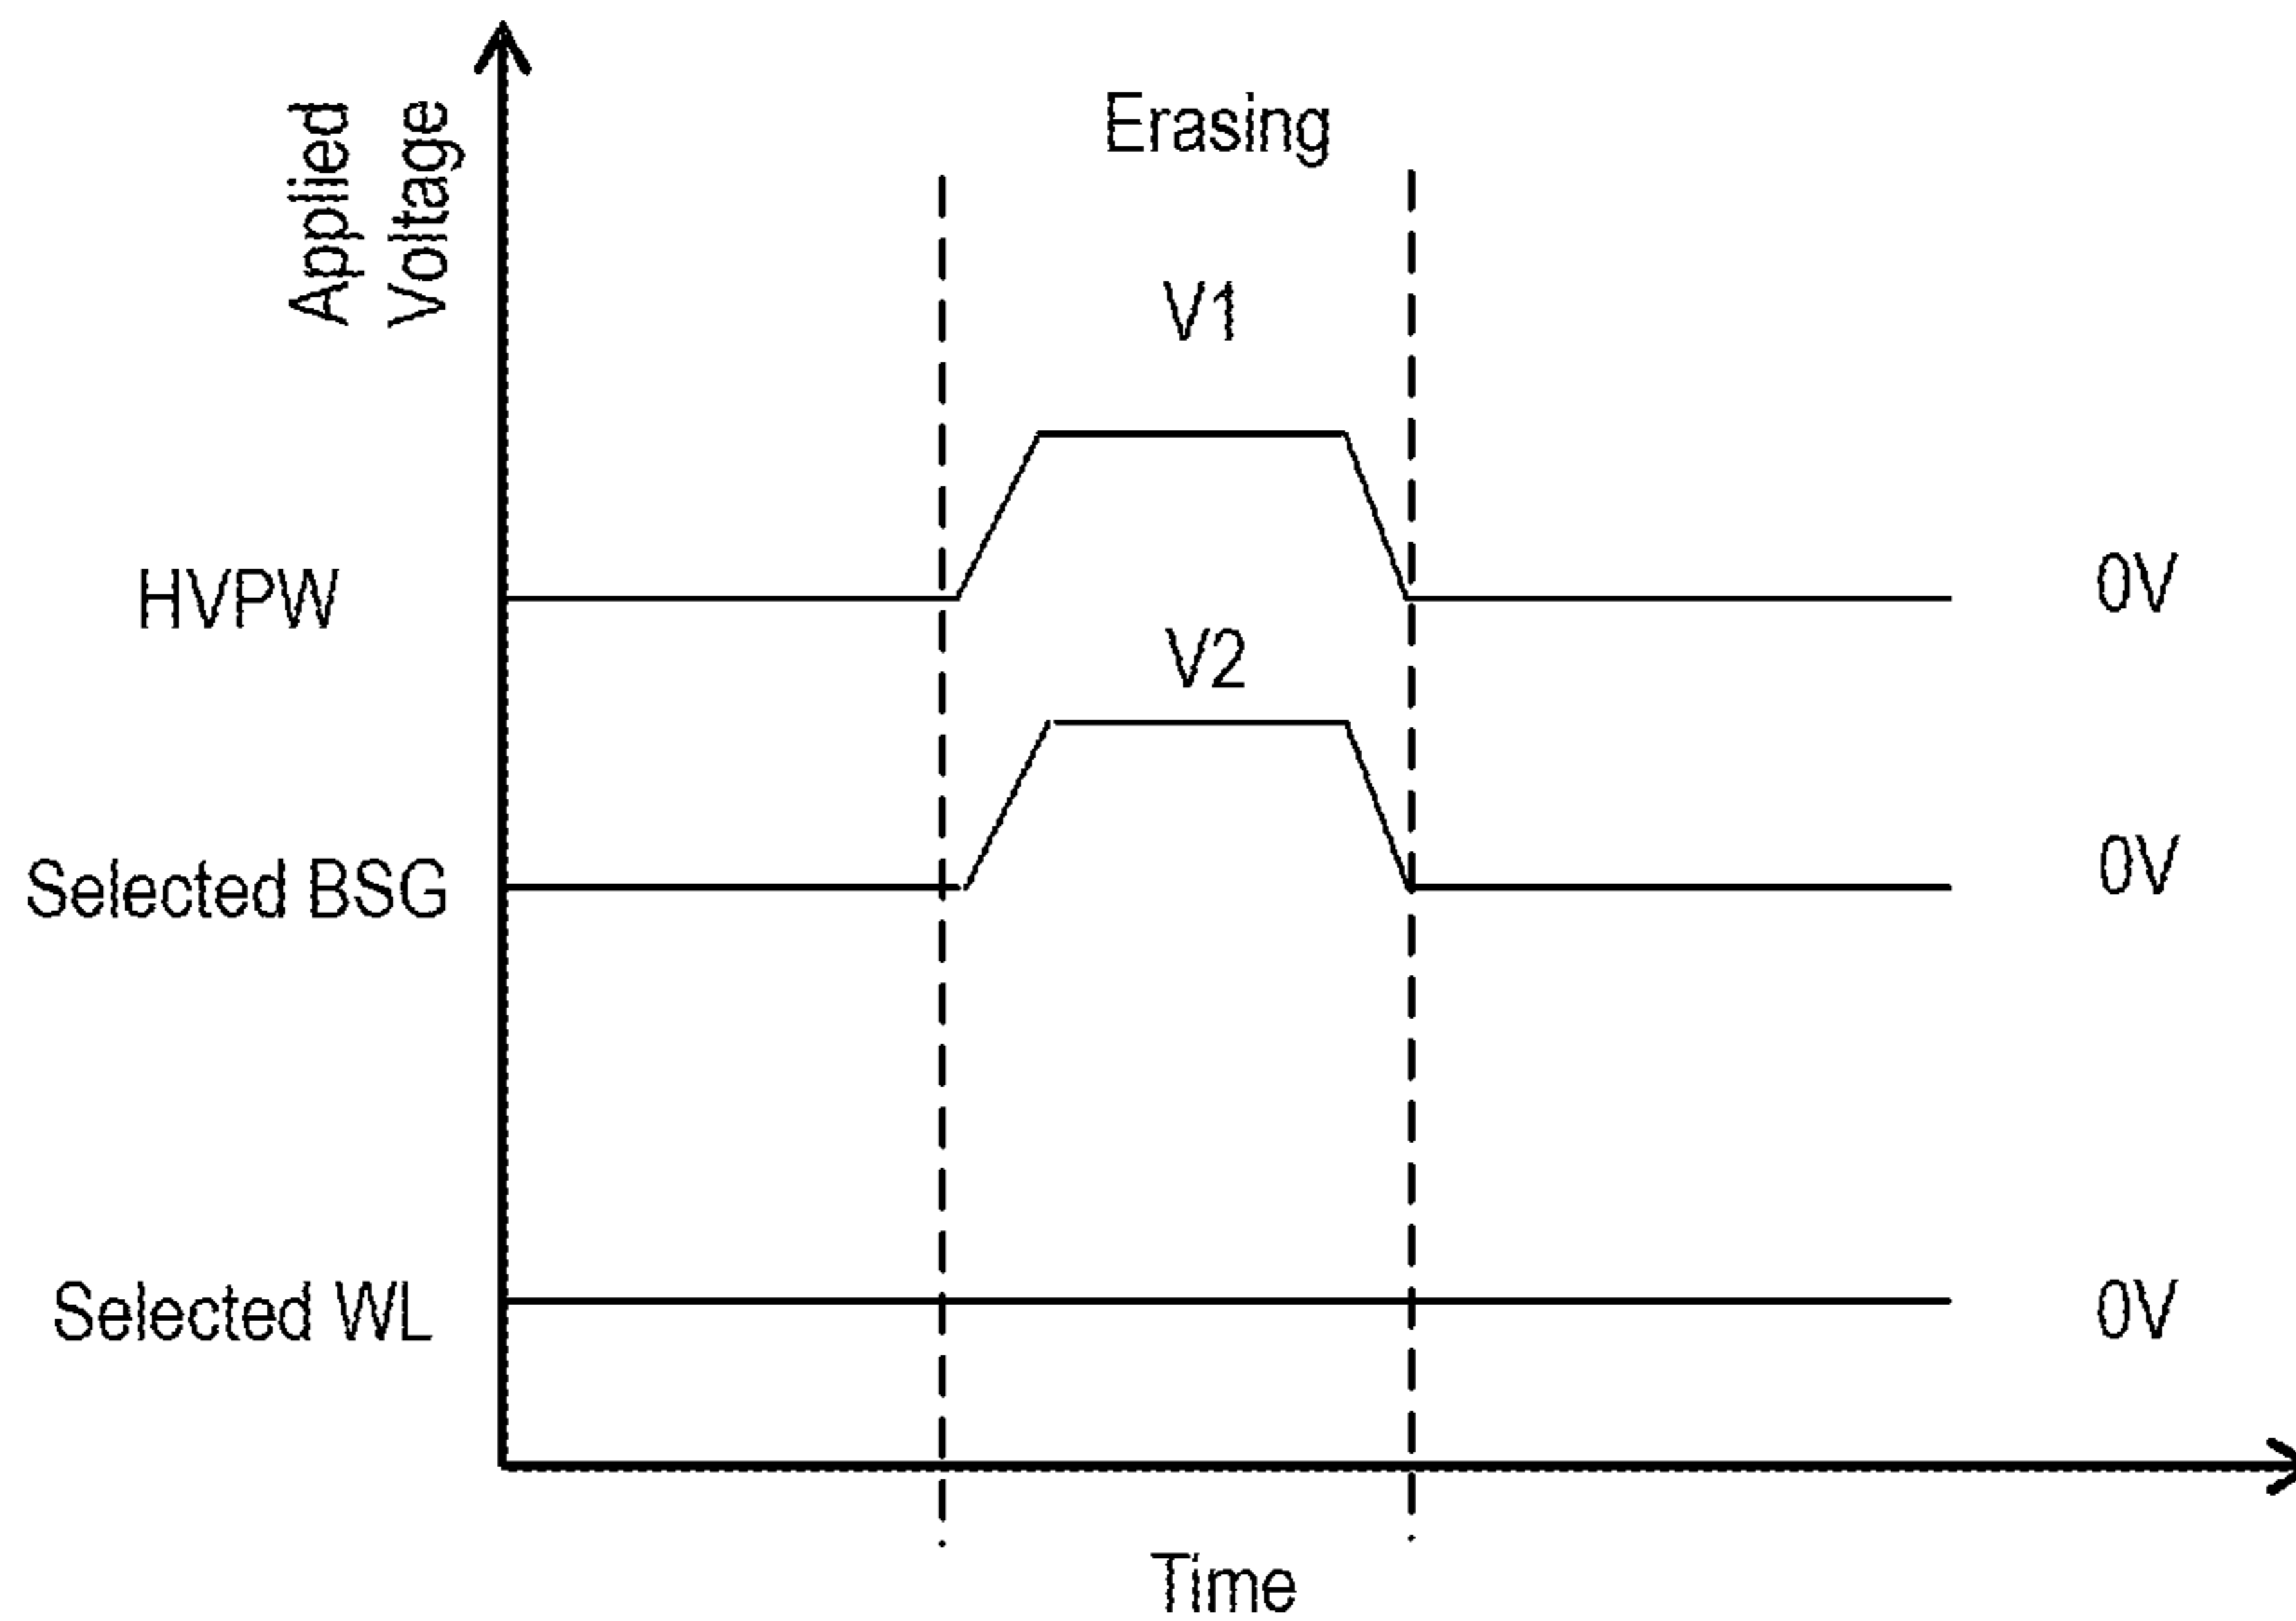 Applied
Voltage
Erasing
V1
HVPW
0V
V2
Selected BSG
0V
Selected WL
0V
Time